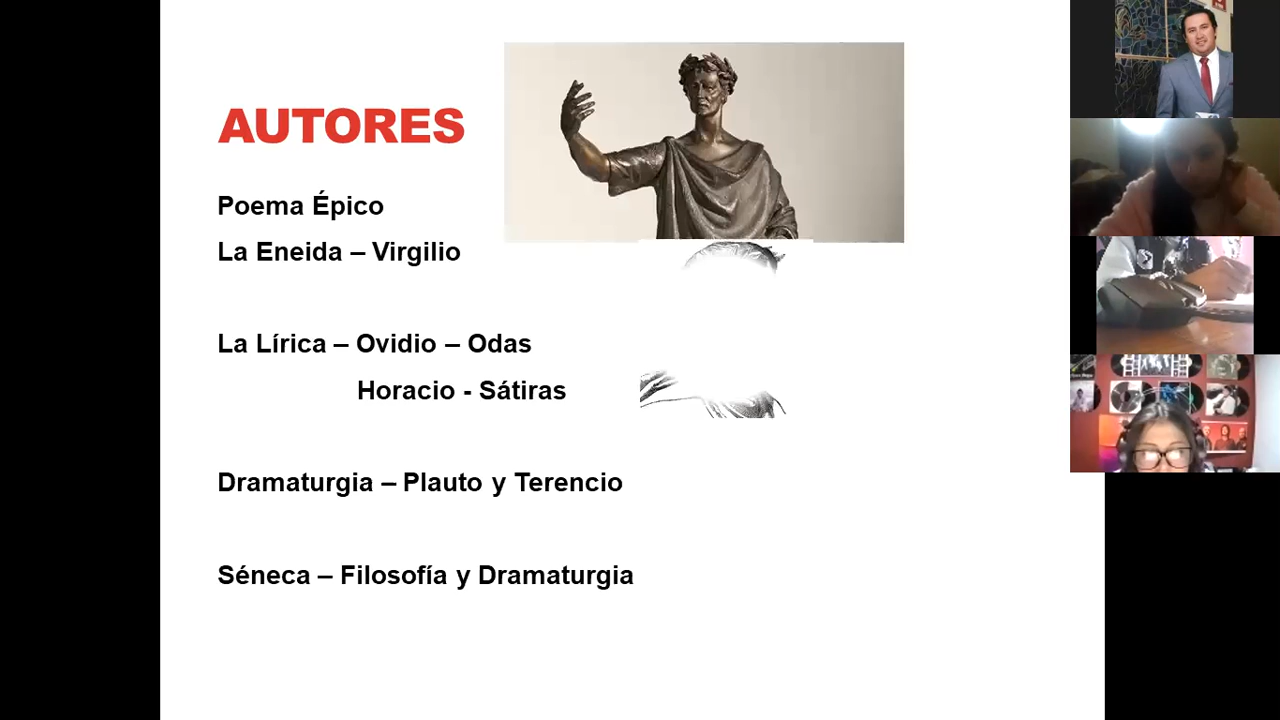 AUTORES
Poema Épico
La Eneida – Virgilio
La Lírica – Ovidio – Odas
Horacio - Sátiras
Dramaturgia – Plauto y Terencio
Séneca – Filosofía y Dramaturgia